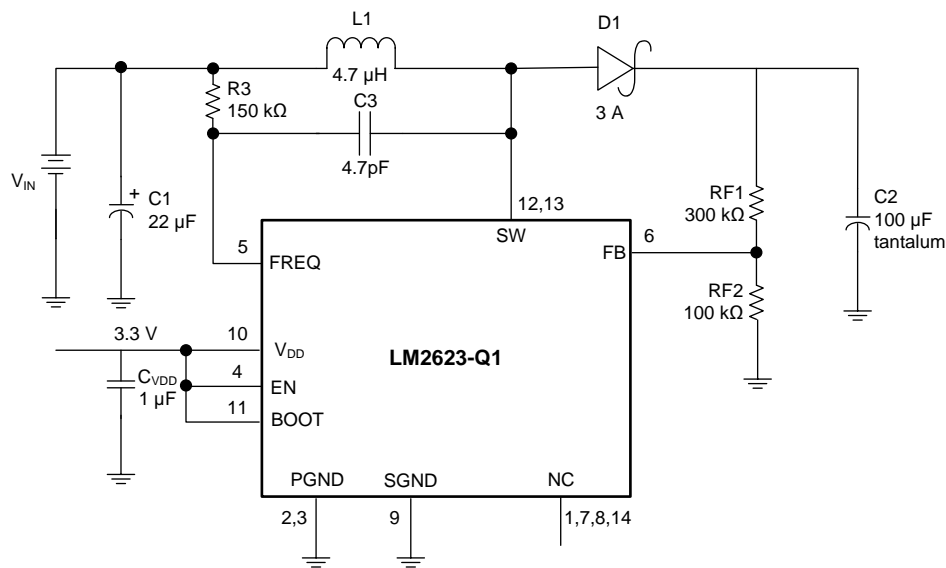 L1
4.7 µH
D1
3 A
R3
150 kΩ
C3
4.7pF
V_IN
+
C1
22 µF
RF1
300 kΩ
C2
100 µF
tantalum
12,13
SW
6
FB
5
FREQ
RF2
100 kΩ
3.3 V
10
V_DD
LM2623-Q1
C_VDD
1 µF
4
EN
11
BOOT
PGND
SGND
NC
2,3
9
1,7,8,14